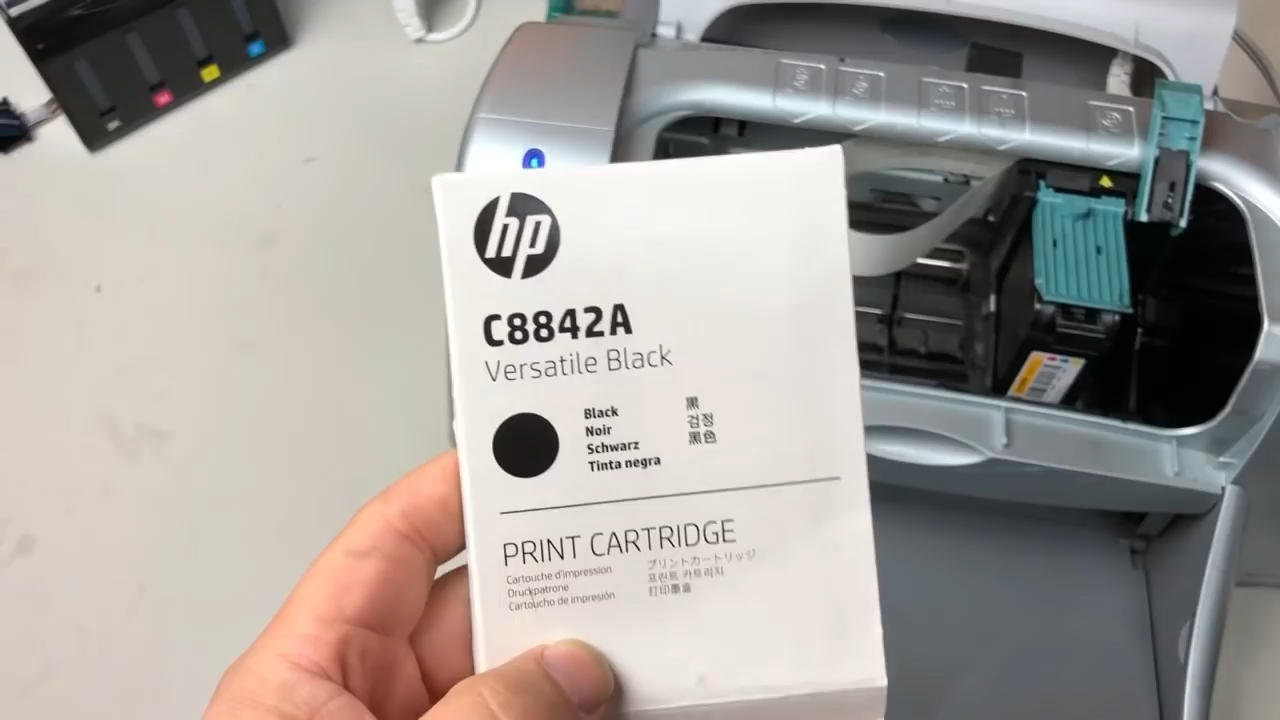 hp
C8842A
Versatile Black
Black
Noir
Schwarz
Tinta negra
黒
검정
黑色
PRINT CARTRIDGE
Cartouche d'impression
Druckpatrone
Cartucho de impresión
プリントカートリッジ
프린트 카트리지
打印墨盒